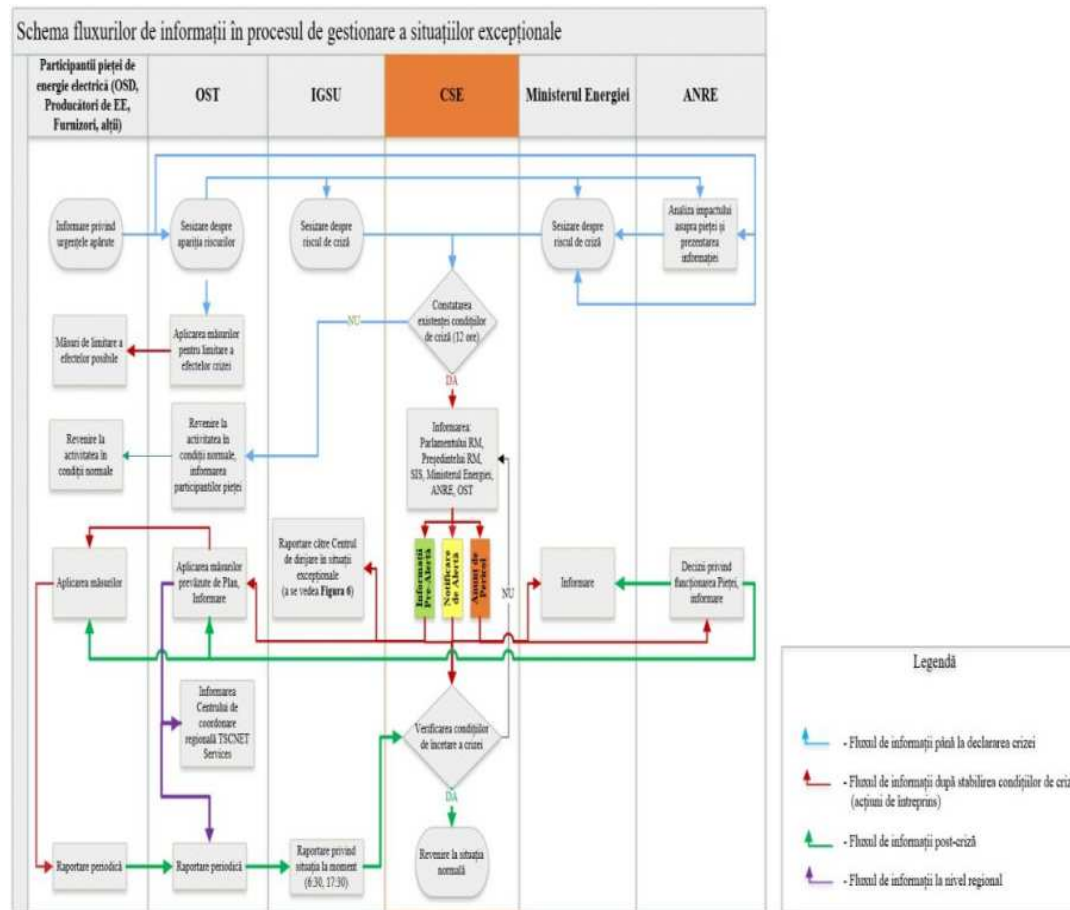 Schema fluxurilor de informații în procesul de gestionare a situațiilor excepționale
Participantii pieței de
energie electrică (OSD,
Producători de EE,
Furnizori, alții)
OST
IGSU
CSE
Ministerul Energiei
ANRE
Informare privind
urgențele apărute
Sesizare despre
apariția riscurilor
Sesizare despre
riscul de criză
Sesizare despre
riscul de criză
Analiza impactului
asupra pieței și
prezentarea
informației
Constatarea
existenței condițiilor
de criză (12 ore)
NU
DA
Măsuri de limitare a
efectelor posibile
Aplicarea măsurilor
pentru limitare a
efectelor crizei
Revenire la
activitatea în
condiții normale
Revenire la
activitatea în
condiții normale,
informarea
participantilor pieței
Informarea:
Parlamentului RM,
Președintelui RM,
SIS, Ministerul Energiei,
ANRE, OST
Informații
Pre-Alertă
Notificare
de Alertă
Anunț de
Pericol
NU
Aplicarea măsurilor
Aplicarea măsurilor
prevăzute de Plan,
Informare
Raportare către Centrul
de dirijare în situații
excepționale
(a se vedea Figura 6)
Informare
Decizii privind
funcționarea Pieței,
informare
Informarea
Centrului de
coordonare
regională TSCNET
Services
Verificarea condițiilor
de încetare a crizei
DA
Raportare periodică
Raportare periodică
Raportare privind
situația la moment
(6:30, 17:30)
Revenire la situația
normală
Legendă
- Fluxul de informații până la declararea crizei
- Fluxul de informații după stabilirea condițiilor de criz
(acțiuni de întreprins)
- Fluxul de informații post-criză
- Fluxul de informații la nivel regional